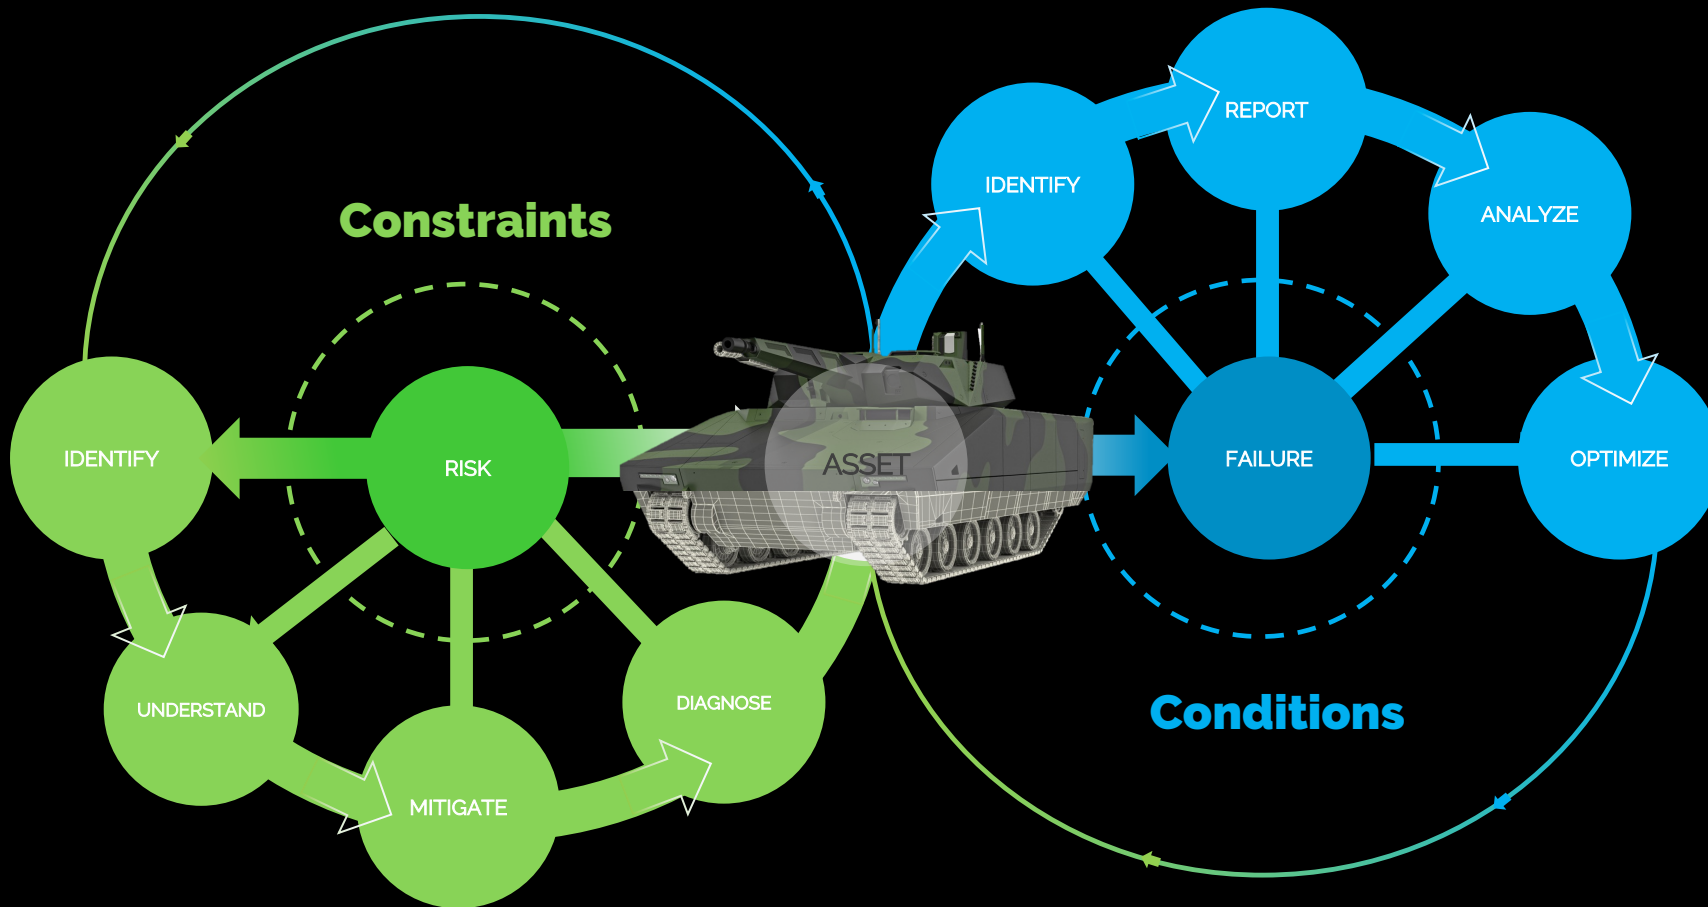 Constraints
IDENTIFY
RISK
UNDERSTAND
MITIGATE
DIAGNOSE
ASSET
IDENTIFY
REPORT
ANALYZE
FAILURE
OPTIMIZE
Conditions